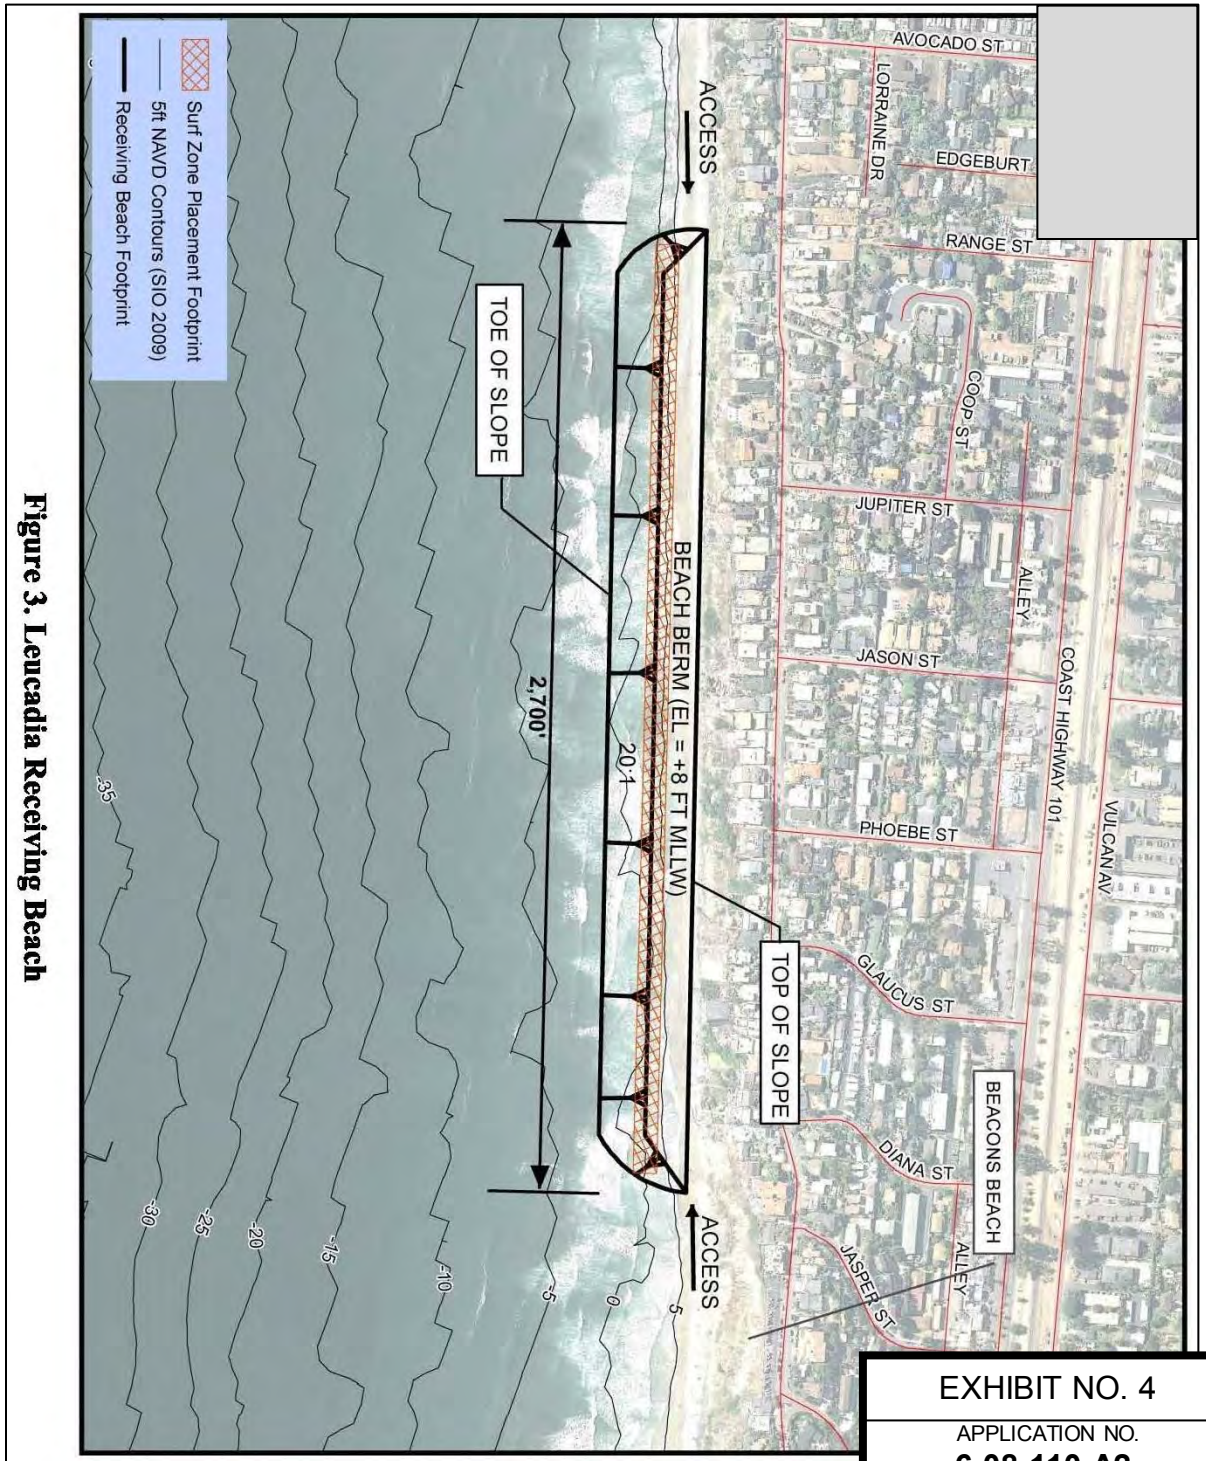 AVOCADO ST
LORRAINE DR
EDGEBURT
RANGE ST
COOP ST
JUPITER ST
ALLEY
JASON ST
COAST HIGHWAY 101
PHOEBE ST
VULCAN AV
GLAUCUS ST
DIANA ST
ALLEY
JASPER ST
BEACONS BEACH
ACCESS
BEACH BERM (EL = +8 FT MLLW)
TOP OF SLOPE
ACCESS
TOE OF SLOPE
20:1
2,700'
5
0
-5
-10
-15
-20
-25
-30
-35
Surf Zone Placement Footprint
5ft NAVD Contours (SIO 2009)
Receiving Beach Footprint
Figure 3. Leucadia Receiving Beach
EXHIBIT NO. 4
APPLICATION NO.